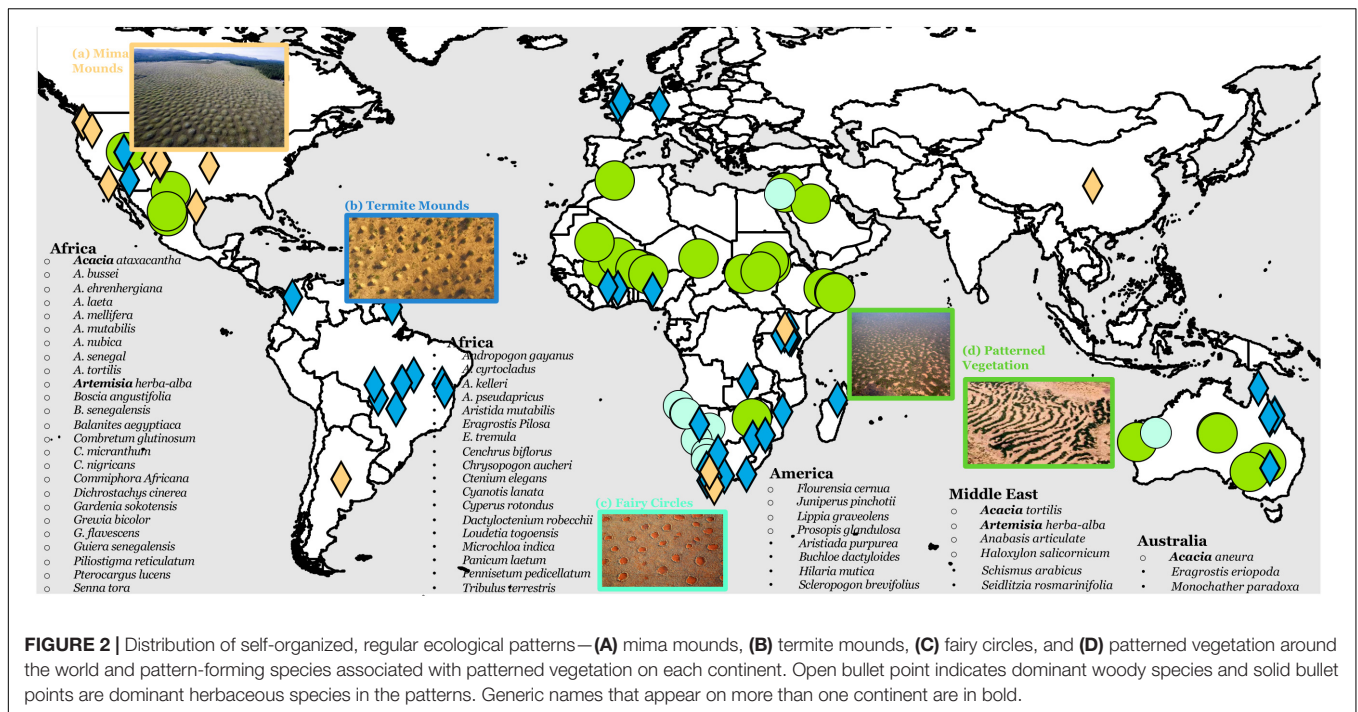 (a) Mima
Mounds
(b) Termite Mounds
Africa
○ Acacia ataxacantha
○ A. bussei
○ A. ehrenhergiana
○ A. laeta
○ A. mellifera
○ A. mutabilis
○ A. nubica
○ A. senegal
○ A. tortilis
○ Artemisia herba-alba
○ Boscia angustifolia
○ B. senegalensis
○ Balanites aegyptiaca
○ Combretum glutinosum
○ C. micranthum
○ C. nigricans
○ Commiphora Africana
○ Dichrostachys cinerea
○ Gardenia sokotensis
○ Grewia bicolor
○ G. flavescens
○ Guiera senegalensis
○ Piliostigma reticulatum
○ Pterocargus lucens
○ Senna tora
Africa
• Andropogon gayanus
• A. cyrtocladus
• A. kelleri
• A. pseudapricus
• Aristida mutabilis
• Eragrostis Pilosa
• E. tremula
• Cenchrus biflorus
• Chrysopogon aucheri
• Ctenium elegans
• Cyanotis lanata
• Cyperus rotondus
• Dactyloctenium robecchii
• Loudetia togoensis
• Microchloa indica
• Panicum laetum
• Pennisetum pedicellatum
• Tribulus terrestris
(c) Fairy Circles
(d) Patterned
Vegetation
America
○ Flourensia cernua
○ Juniperus pinchotii
○ Lippia graveolens
○ Prosopis glandulosa
• Aristiada purpurea
• Buchloe dactyloides
• Hilaria mutica
• Scleropogon brevifolius
Middle East
○ Acacia tortilis
○ Artemisia herba-alba
○ Anabasis articulate
○ Haloxylon salicornicum
• Schismus arabicus
• Seidlitzia rosmarinifolia
Australia
○ Acacia aneura
• Eragrostis eriopoda
• Monochather paradoxa
FIGURE 2 | Distribution of self-organized, regular ecological patterns—(A) mima mounds, (B) termite mounds, (C) fairy circles, and (D) patterned vegetation around
the world and pattern-forming species associated with patterned vegetation on each continent. Open bullet point indicates dominant woody species and solid bullet
points are dominant herbaceous species in the patterns. Generic names that appear on more than one continent are in bold.